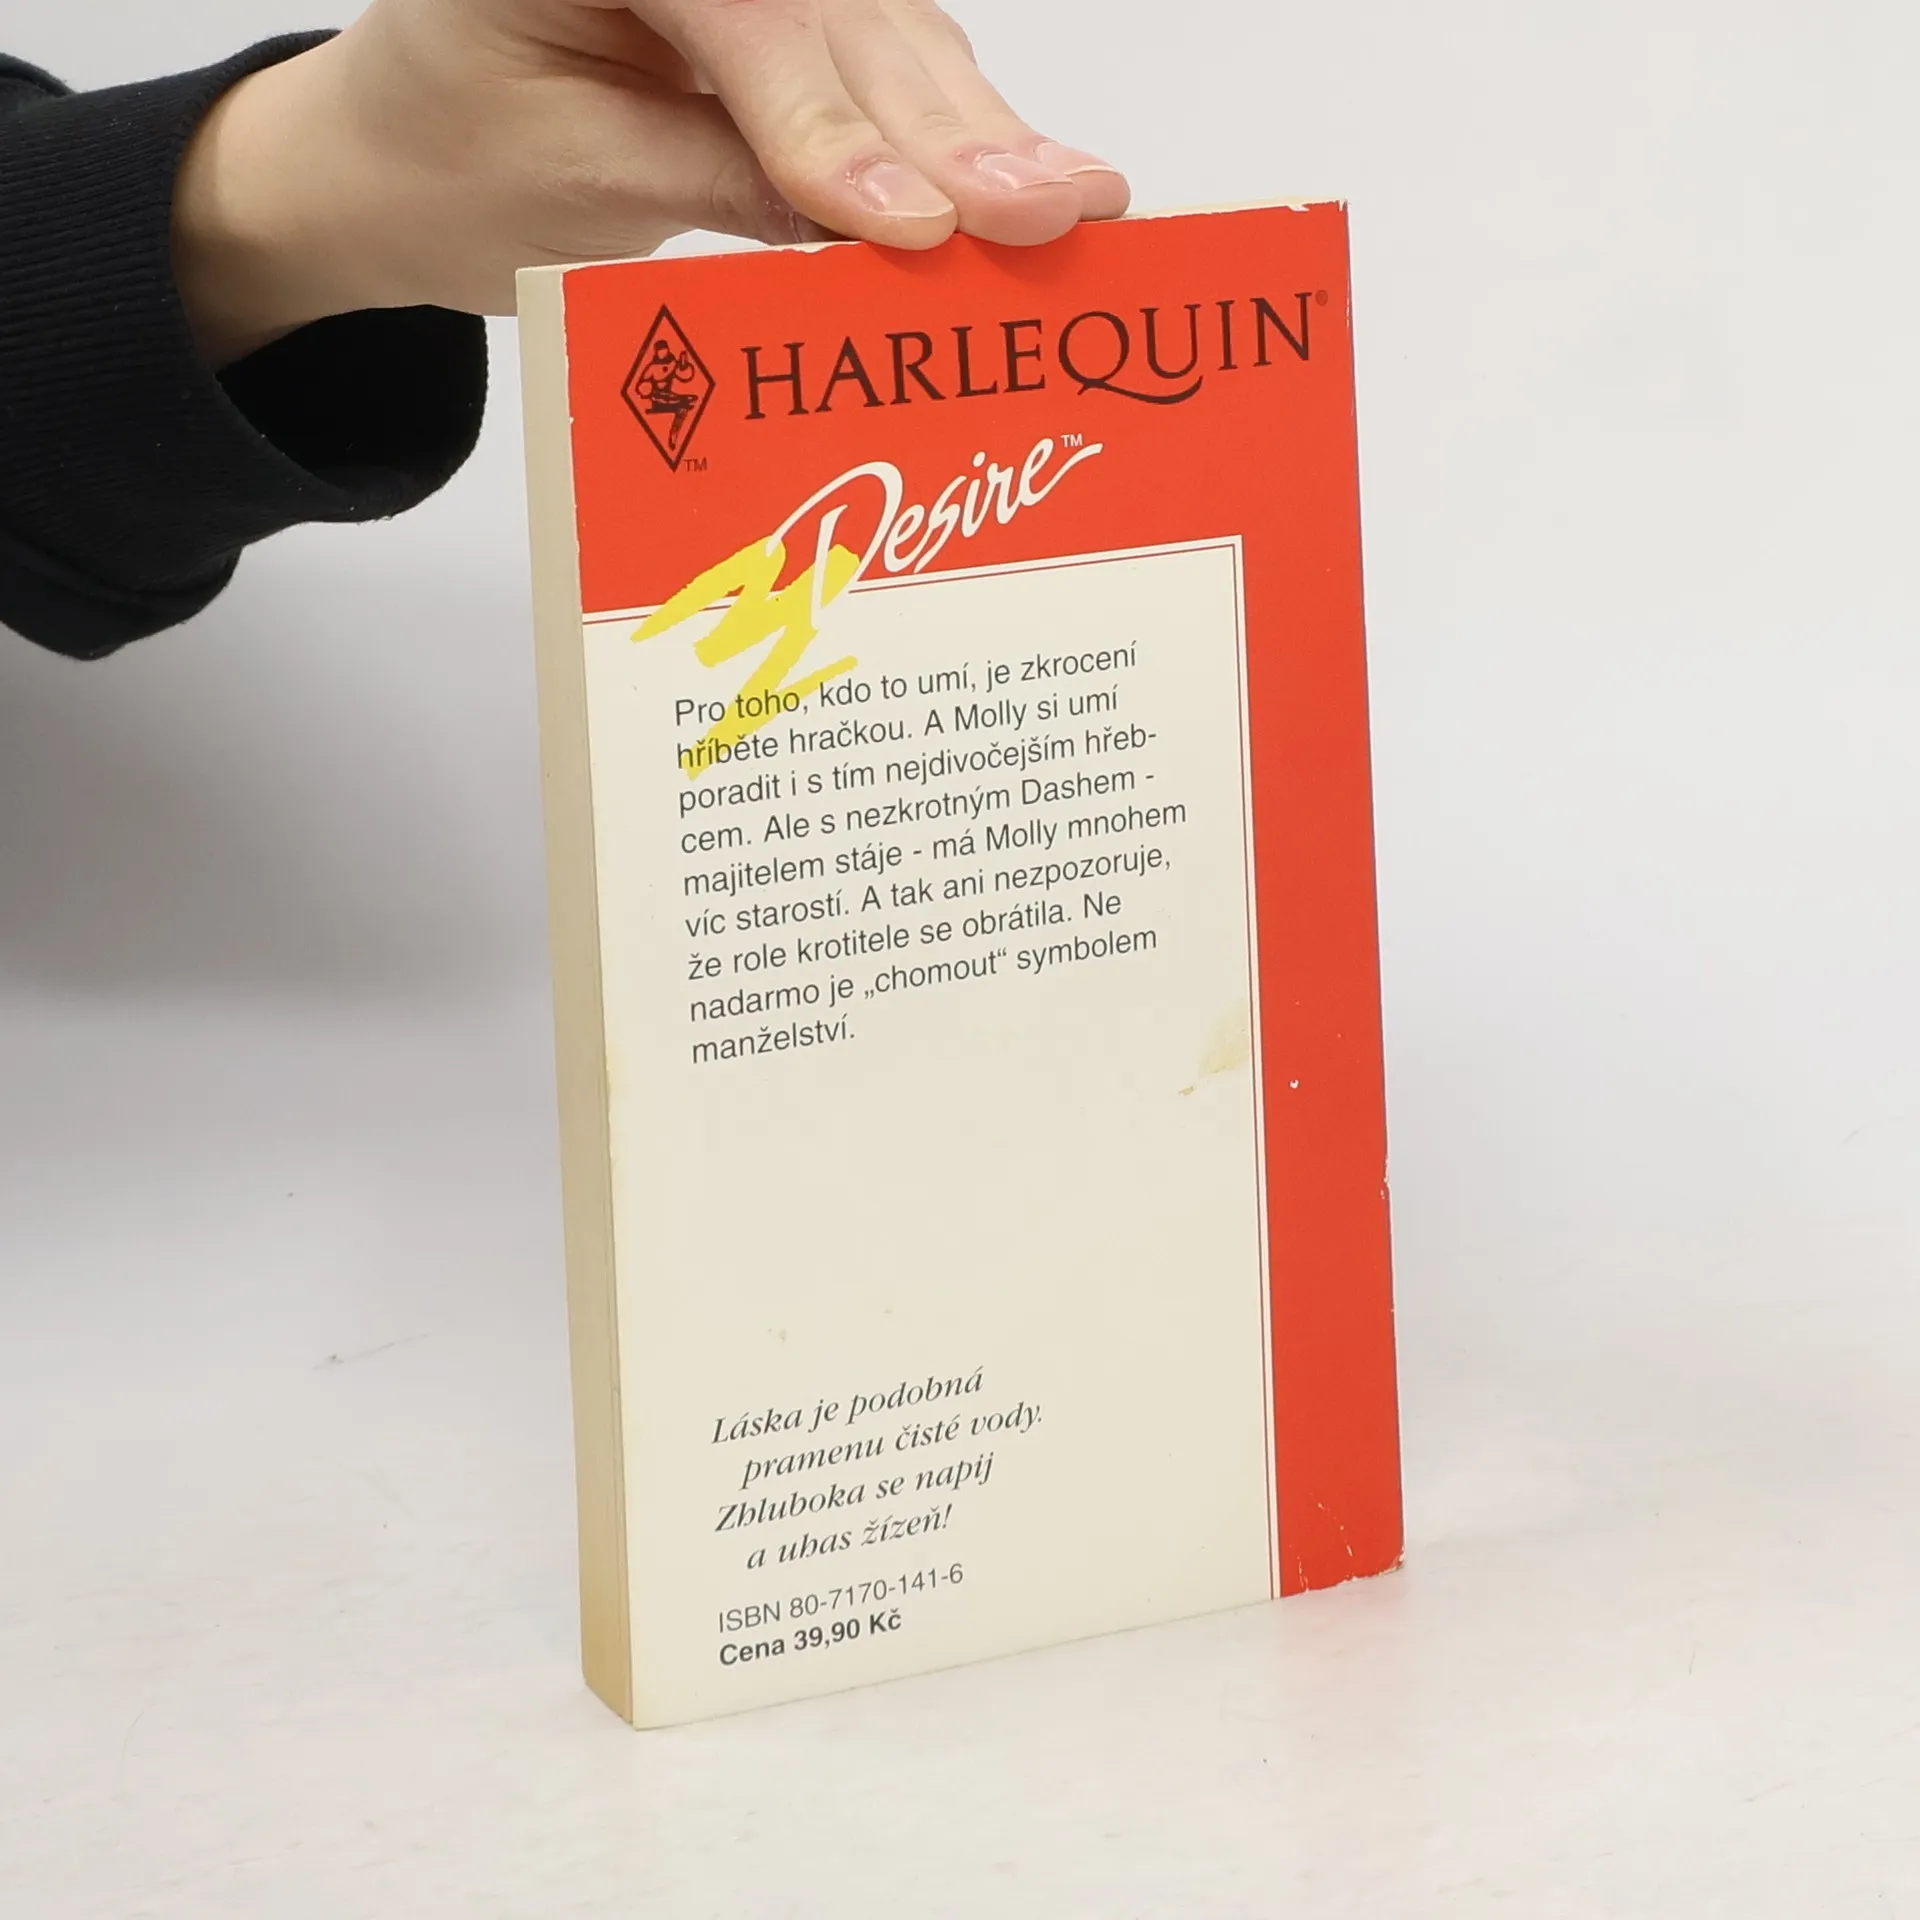 HARLEQUIN®
TM
Desire™
Pro toho, kdo to umí, je zkrocení
hříběte hračkou. A Molly si umí
poradit i s tím nejdivočejším hřeb-
cem. Ale s nezkrotným Dashem -
majitelem stáje - má Molly mnohem
víc starostí. A tak ani nezpozoruje,
že role krotitele se obrátila. Ne
nadarmo je „chomout“ symbolem
manželství.
Láska je podobná
pramenu čisté vody.
Zhluboka se napij
a uhas žízeň!
ISBN 80-7170-141-6
Cena 39,90 Kč